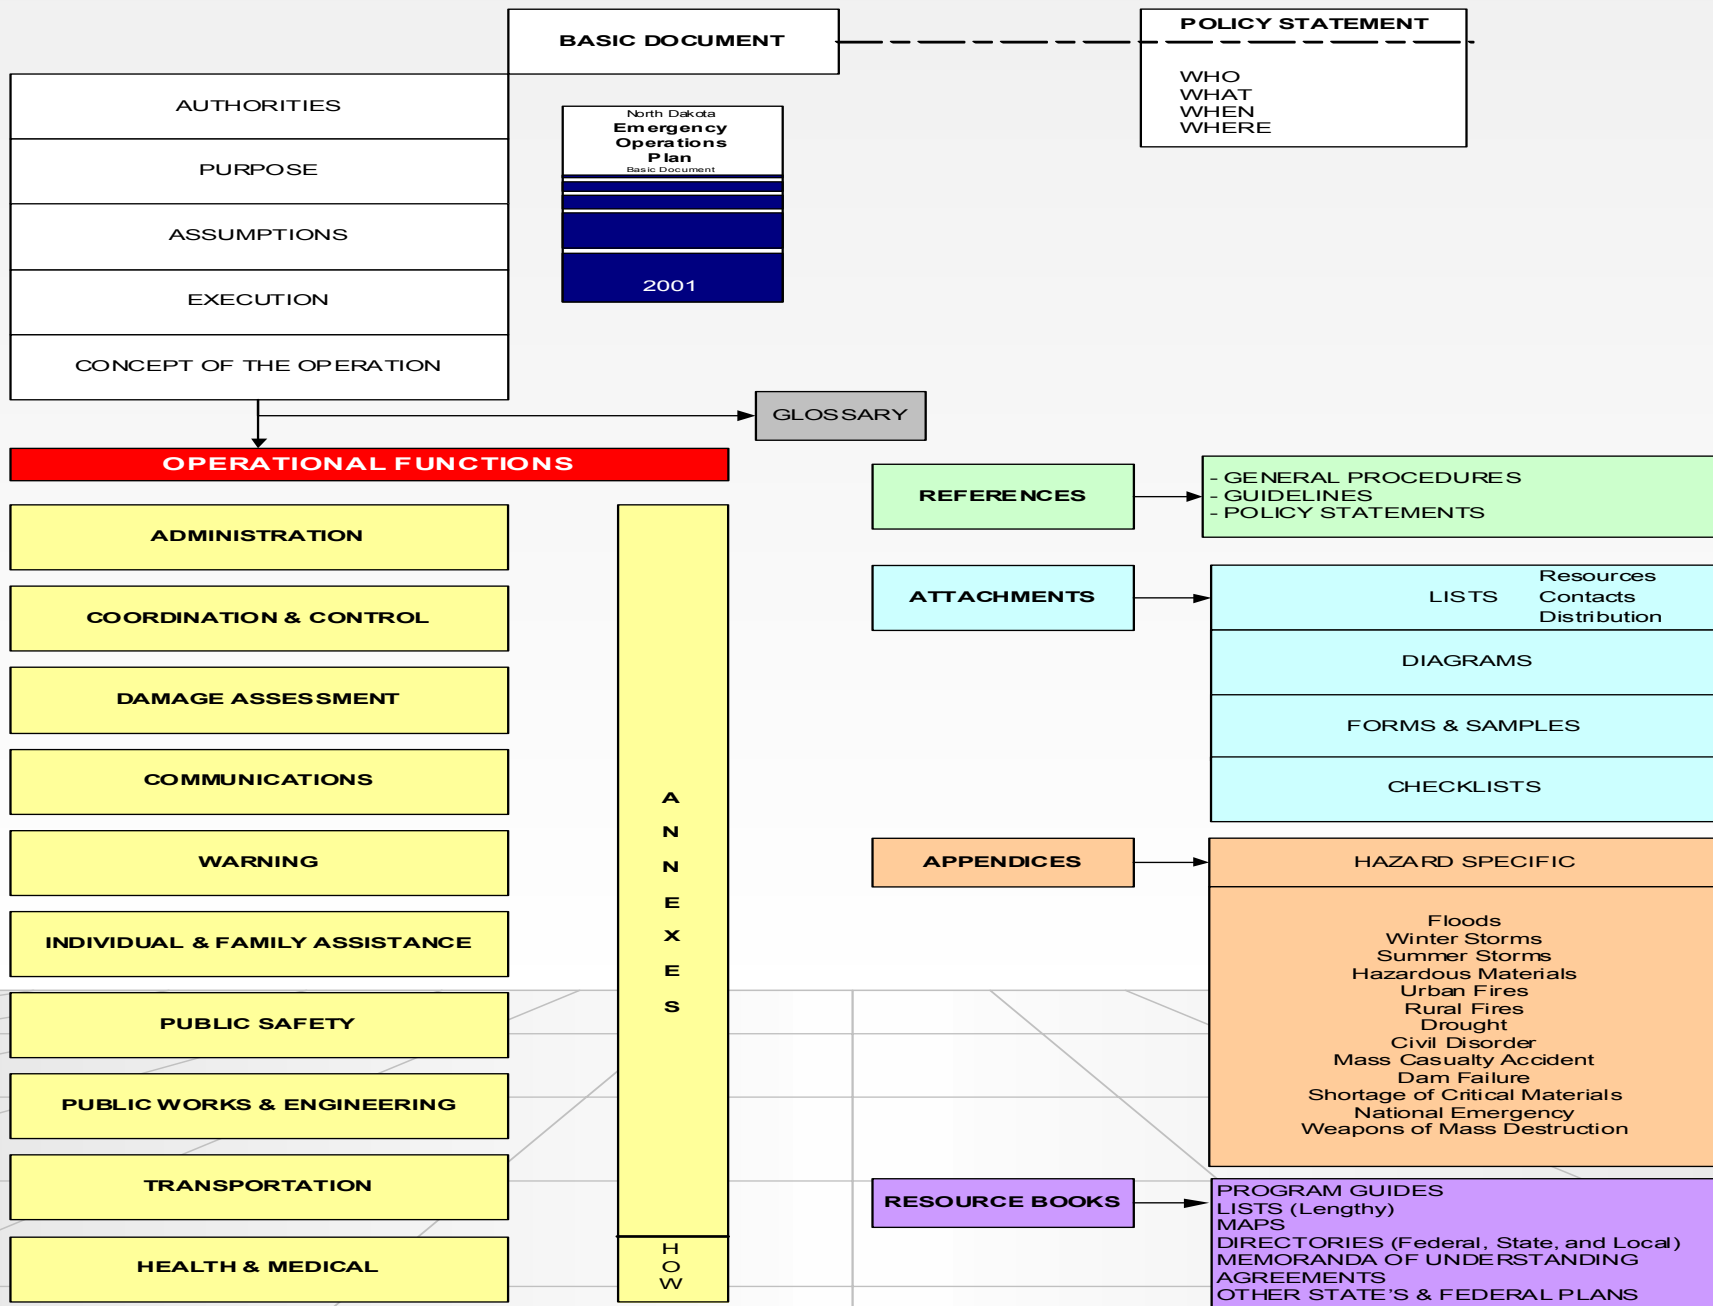 BASIC DOCUMENT
POLICY STATEMENT
WHO
WHAT
WHEN
WHERE
AUTHORITIES
PURPOSE
ASSUMPTIONS
EXECUTION
CONCEPT OF THE OPERATION
North Dakota
Emergency
Operations
Plan
Basic Document
2001
GLOSSARY
OPERATIONAL FUNCTIONS
ADMINISTRATION
COORDINATION & CONTROL
DAMAGE ASSESSMENT
COMMUNICATIONS
WARNING
INDIVIDUAL & FAMILY ASSISTANCE
PUBLIC SAFETY
PUBLIC WORKS & ENGINEERING
TRANSPORTATION
HEALTH & MEDICAL
A
N
N
E
X
E
S
H
O
W
REFERENCES
- GENERAL PROCEDURES
- GUIDELINES
- POLICY STATEMENTS
ATTACHMENTS
LISTS
Resources
Contacts
Distribution
DIAGRAMS
FORMS & SAMPLES
CHECKLISTS
APPENDICES
HAZARD SPECIFIC
Floods
Winter Storms
Summer Storms
Hazardous Materials
Urban Fires
Rural Fires
Drought
Civil Disorder
Mass Casualty Accident
Dam Failure
Shortage of Critical Materials
National Emergency
Weapons of Mass Destruction
RESOURCE BOOKS
PROGRAM GUIDES
LISTS (Lengthy)
MAPS
DIRECTORIES (Federal, State, and Local)
MEMORANDA OF UNDERSTANDING
AGREEMENTS
OTHER STATE'S & FEDERAL PLANS